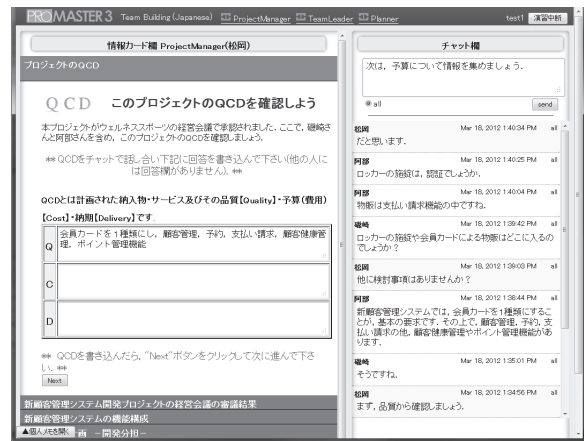 PROMASTER3 Team Building (Japanese) ProjectManager TeamLeader Planner test1 演習中断
情報カード欄 ProjectManager(松岡)
プロジェクトのQCD
QCD このプロジェクトのQCDを確認しよう
本プロジェクトがウェルネススポーツの経営会議で承認されました．ここで，磯崎さ
んと阿部さんを含め，このプロジェクトのQCDを確認しましょう．
** QCDをチャットで話し合い下記に回答を書き込んで下さい(他の人に
は回答欄がありません)． **
QCDとは計画された納入物・サービス及びその品質【Quality】・予算(費用)
【Cost】・納期【Delivery】です．
Q
会員カードを１種類にし，顧客管理，予約，支払い請求，顧客健康管
理，ポイント管理機能
C
D
** QCDを書き込んだら，"Next"ボタンをクリックして次に進んで下さ
い． **
Next
新顧客管理システム開発プロジェクトの経営会議の審議結果
新顧客管理システムの機能構成
▲個人メモを開く 画 －開発分担－
チャット欄
次は，予算について情報を集めましょう．
all send
松岡 Mar 18, 2012 1:40:34 PM all
だと思います．
阿部 Mar 18, 2012 1:40:25 PM all
ロッカーの施錠は，認証でしょうか．
阿部 Mar 18, 2012 1:40:04 PM all
物販は支払い請求機能の中ですね．
磯崎 Mar 18, 2012 1:39:42 PM all
ロッカーの施錠や会員カードによる物販はどこに入るの
でしょうか？
松岡 Mar 18, 2012 1:39:03 PM all
他に検討事項はありませんか？
阿部 Mar 18, 2012 1:38:44 PM all
新顧客管理システムでは，会員カードを１種類にするこ
とが，基本の要求です．その上で，顧客管理，予約，支
払い請求の他，顧客健康管理やポイント管理機能があ
ります．
磯崎 Mar 18, 2012 1:35:01 PM all
そうですね．
松岡 Mar 18, 2012 1:34:56 PM all
まず，品質から確認しましょう．